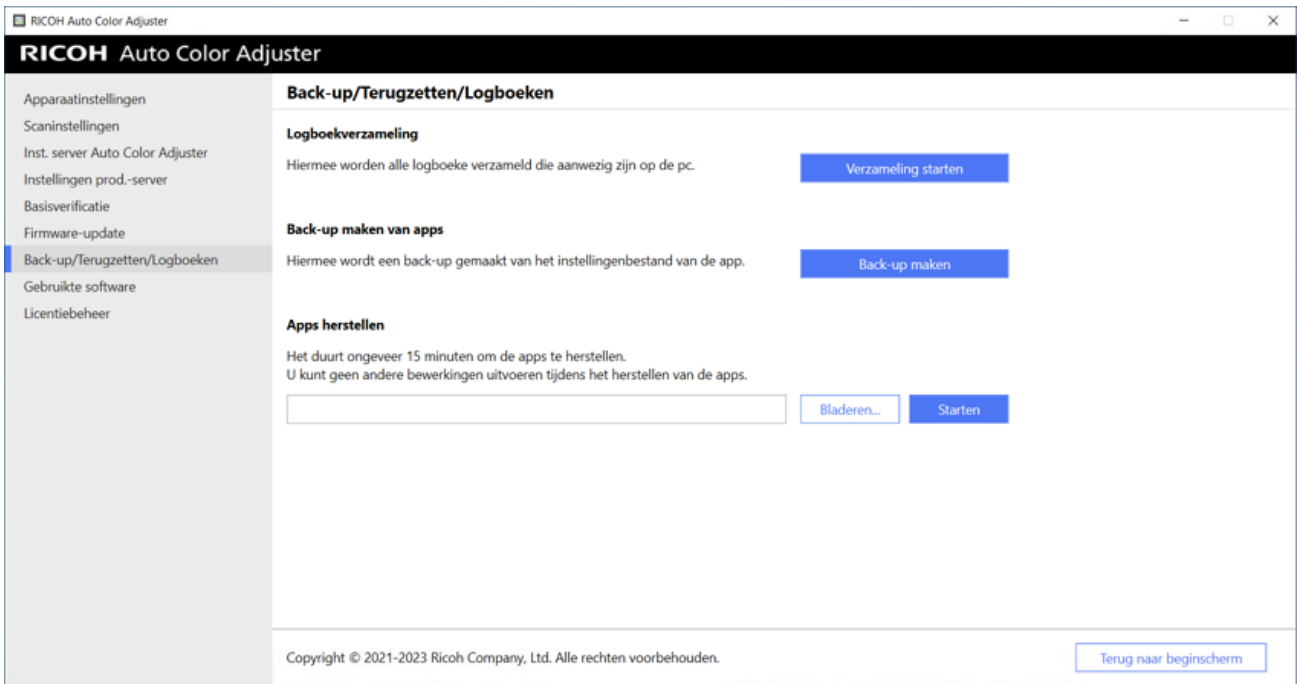 RICOH Auto Color Adjuster
RICOH Auto Color Adjuster
Apparaatinstellingen
Scaninstellingen
Inst. server Auto Color Adjuster
Instellingen prod.-server
Basisverificatie
Firmware-update
Back-up/Terugzetten/Logboeken
Gebruikte software
Licentiebeheer
Back-up/Terugzetten/Logboeken
Logboekverzameling
Hiermee worden alle logboeke verzameld die aanwezig zijn op de pc.
Verzameling starten
Back-up maken van apps
Hiermee wordt een back-up gemaakt van het instellingenbestand van de app.
Back-up maken
Apps herstellen
Het duurt ongeveer 15 minuten om de apps te herstellen.
U kunt geen andere bewerkingen uitvoeren tijdens het herstellen van de apps.
Bladeren...
Starten
Copyright © 2021-2023 Ricoh Company, Ltd. Alle rechten voorbehouden.
Terug naar beginscherm